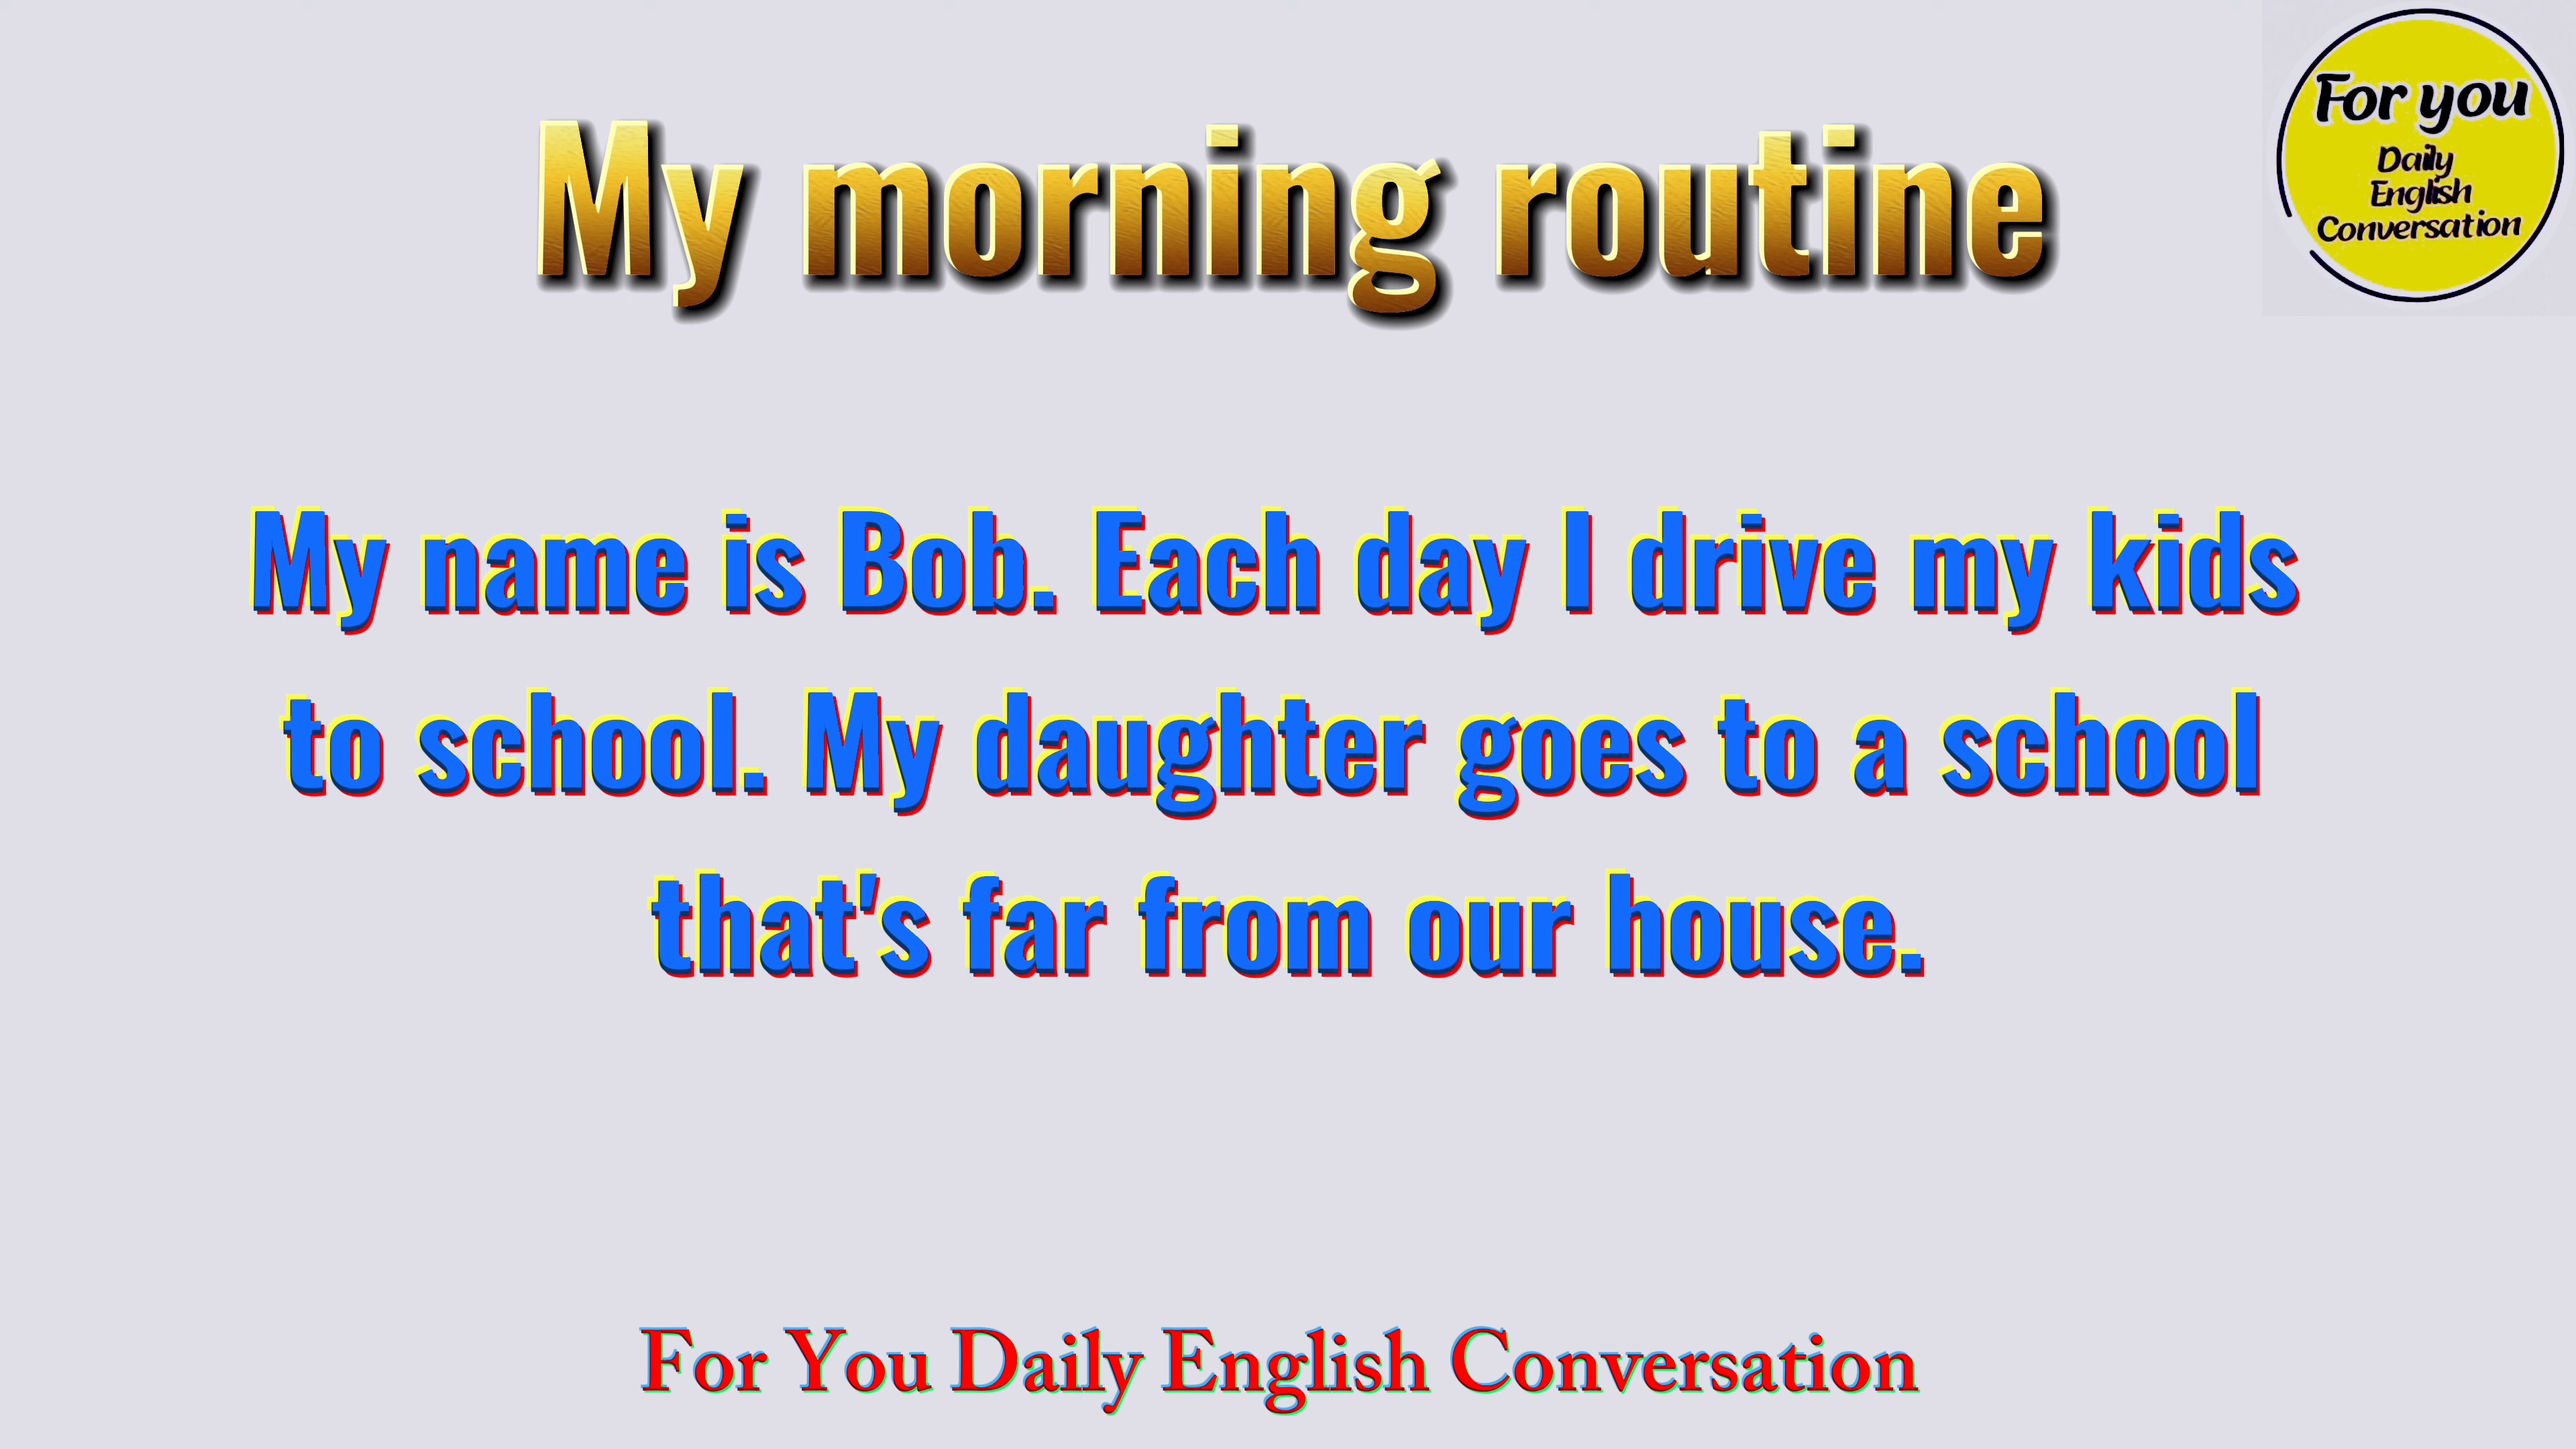 My morning routine
For you
Daily
English
Conversation
My name is Bob. Each day I drive my kids
to school. My daughter goes to a school
that's far from our house.
For You Daily English Conversation